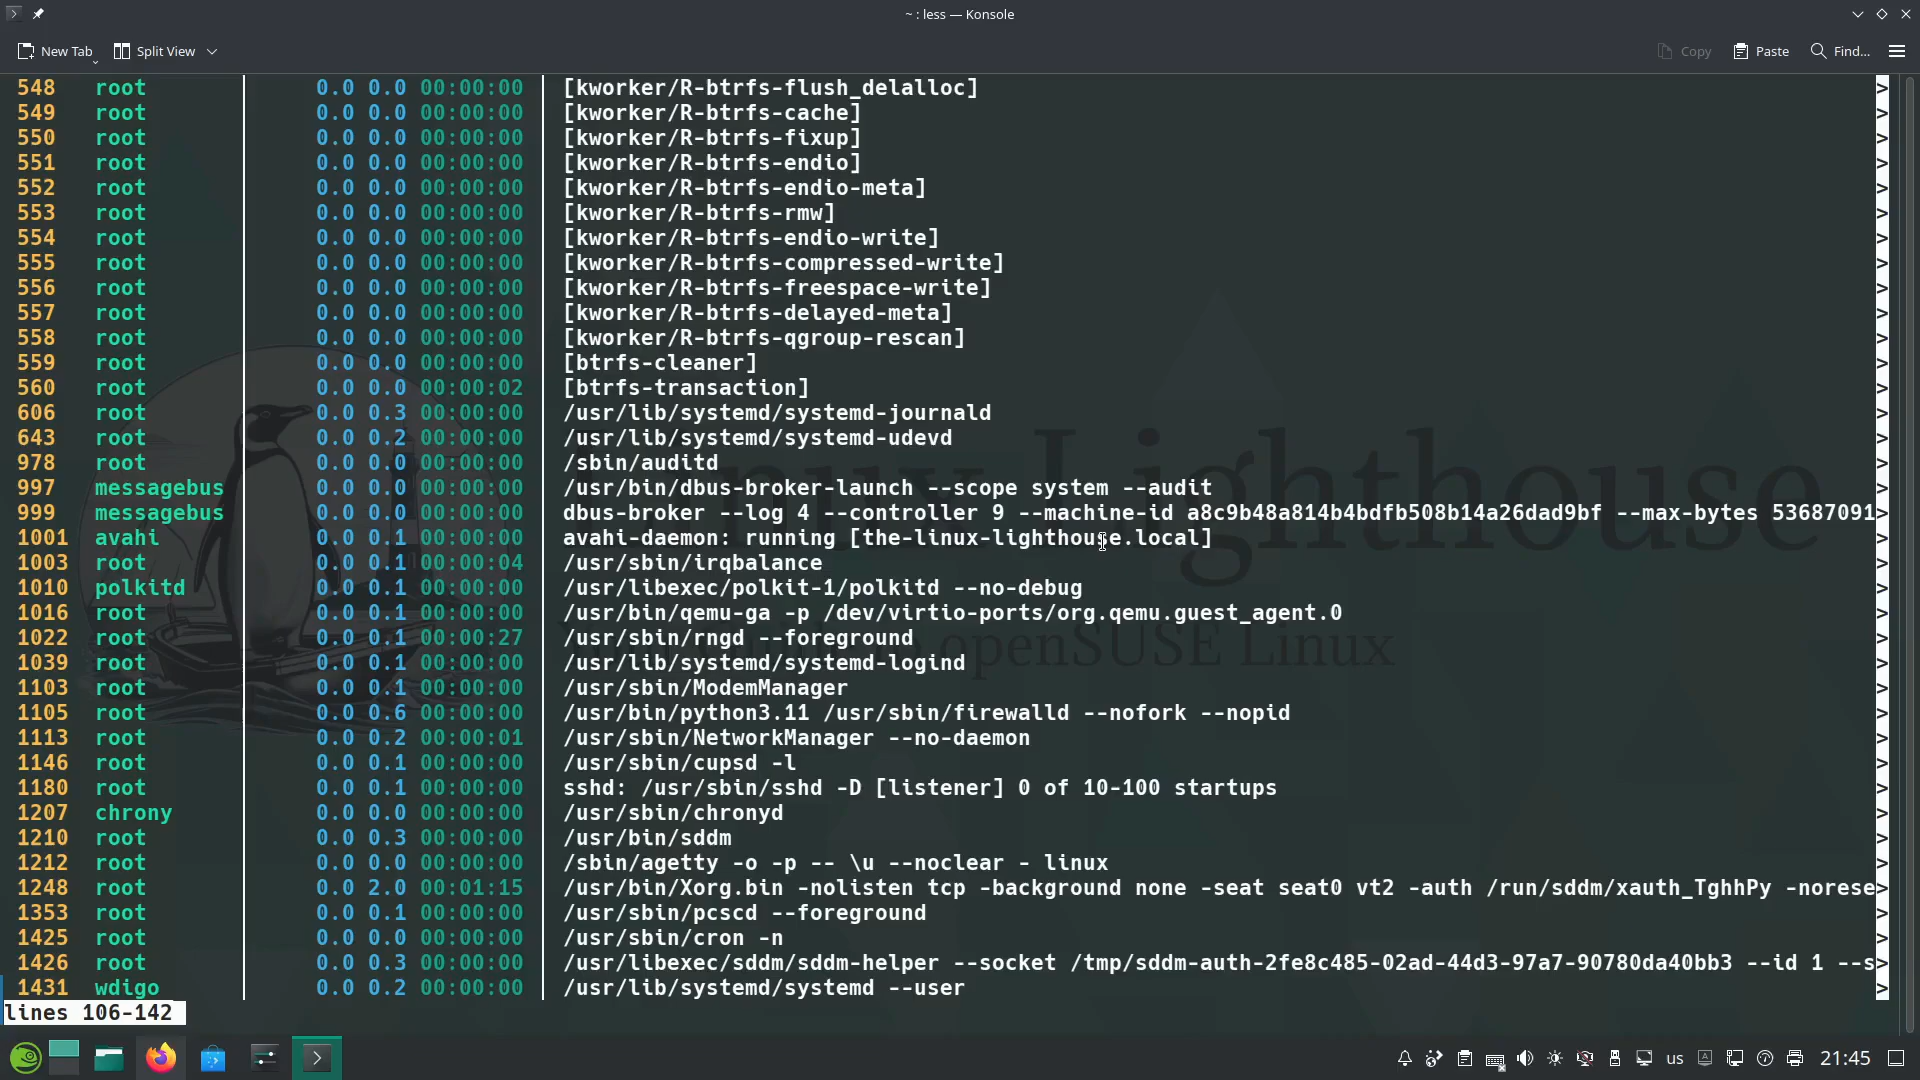 ~ : less — Konsole
New Tab Split View Copy Paste Find...
548 root 0.0 0.0 00:00:00 [kworker/R-btrfs-flush_delalloc] >
549 root 0.0 0.0 00:00:00 [kworker/R-btrfs-cache] >
550 root 0.0 0.0 00:00:00 [kworker/R-btrfs-fixup] >
551 root 0.0 0.0 00:00:00 [kworker/R-btrfs-endio] >
552 root 0.0 0.0 00:00:00 [kworker/R-btrfs-endio-meta] >
553 root 0.0 0.0 00:00:00 [kworker/R-btrfs-rmw] >
554 root 0.0 0.0 00:00:00 [kworker/R-btrfs-endio-write] >
555 root 0.0 0.0 00:00:00 [kworker/R-btrfs-compressed-write] >
556 root 0.0 0.0 00:00:00 [kworker/R-btrfs-freespace-write] >
557 root 0.0 0.0 00:00:00 [kworker/R-btrfs-delayed-meta] >
558 root 0.0 0.0 00:00:00 [kworker/R-btrfs-qgroup-rescan] >
559 root 0.0 0.0 00:00:00 [btrfs-cleaner] >
560 root 0.0 0.0 00:00:02 [btrfs-transaction] >
606 root 0.0 0.3 00:00:00 /usr/lib/systemd/systemd-journald >
643 root 0.0 0.2 00:00:00 /usr/lib/systemd/systemd-udevd >
978 root 0.0 0.0 00:00:00 /sbin/auditd >
997 messagebus 0.0 0.0 00:00:00 /usr/bin/dbus-broker-launch --scope system --audit >
999 messagebus 0.0 0.0 00:00:00 dbus-broker --log 4 --controller 9 --machine-id a8c9b48a814b4bdfb508b14a26dad9bf --max-bytes 53687091>
1001 avahi 0.0 0.1 00:00:00 avahi-daemon: running [the-linux-lighthouse.local] >
1003 root 0.0 0.1 00:00:04 /usr/sbin/irqbalance >
1010 polkitd 0.0 0.1 00:00:00 /usr/libexec/polkit-1/polkitd --no-debug >
1016 root 0.0 0.1 00:00:00 /usr/bin/qemu-ga -p /dev/virtio-ports/org.qemu.guest_agent.0 >
1022 root 0.0 0.1 00:00:27 /usr/sbin/rngd --foreground >
1039 root 0.0 0.1 00:00:00 /usr/lib/systemd/systemd-logind >
1103 root 0.0 0.1 00:00:00 /usr/sbin/ModemManager >
1105 root 0.0 0.6 00:00:00 /usr/bin/python3.11 /usr/sbin/firewalld --nofork --nopid >
1113 root 0.0 0.2 00:00:01 /usr/sbin/NetworkManager --no-daemon >
1146 root 0.0 0.1 00:00:00 /usr/sbin/cupsd -l >
1180 root 0.0 0.1 00:00:00 sshd: /usr/sbin/sshd -D [listener] 0 of 10-100 startups >
1207 chrony 0.0 0.0 00:00:00 /usr/sbin/chronyd >
1210 root 0.0 0.3 00:00:00 /usr/bin/sddm >
1212 root 0.0 0.0 00:00:00 /sbin/agetty -o -p -- \u --noclear - linux >
1248 root 0.0 2.0 00:01:15 /usr/bin/Xorg.bin -nolisten tcp -background none -seat seat0 vt2 -auth /run/sddm/xauth_TghhPy -norese>
1353 root 0.0 0.1 00:00:00 /usr/sbin/pcscd --foreground >
1425 root 0.0 0.0 00:00:00 /usr/sbin/cron -n >
1426 root 0.0 0.3 00:00:00 /usr/libexec/sddm/sddm-helper --socket /tmp/sddm-auth-2fe8c485-02ad-44d3-97a7-90780da40bb3 --id 1 --s>
1431 wdigo 0.0 0.2 00:00:00 /usr/lib/systemd/systemd --user >
lines 106-142
Linux Lighthouse
to openSUSE Linux
us 21:45